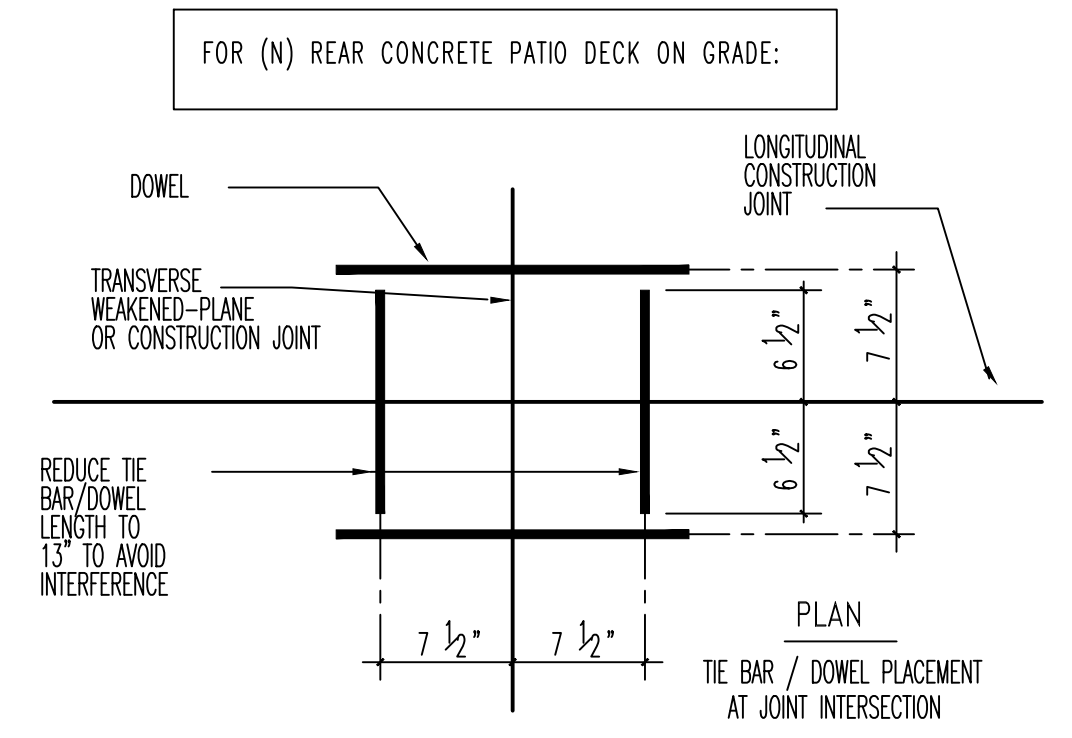 FOR (N) REAR CONCRETE PATIO DECK ON GRADE:
LONGITUDINAL
CONSTRUCTION
JOINT
DOWEL
TRANSVERSE
WEAKENED-PLANE
OR CONSTRUCTION JOINT
6 1/2"
7 1/2"
6 1/2"
7 1/2"
REDUCE TIE
BAR/DOWEL
LENGTH TO
13" TO AVOID
INTERFERENCE
7 1/2"
7 1/2"
PLAN
TIE BAR / DOWEL PLACEMENT
AT JOINT INTERSECTION